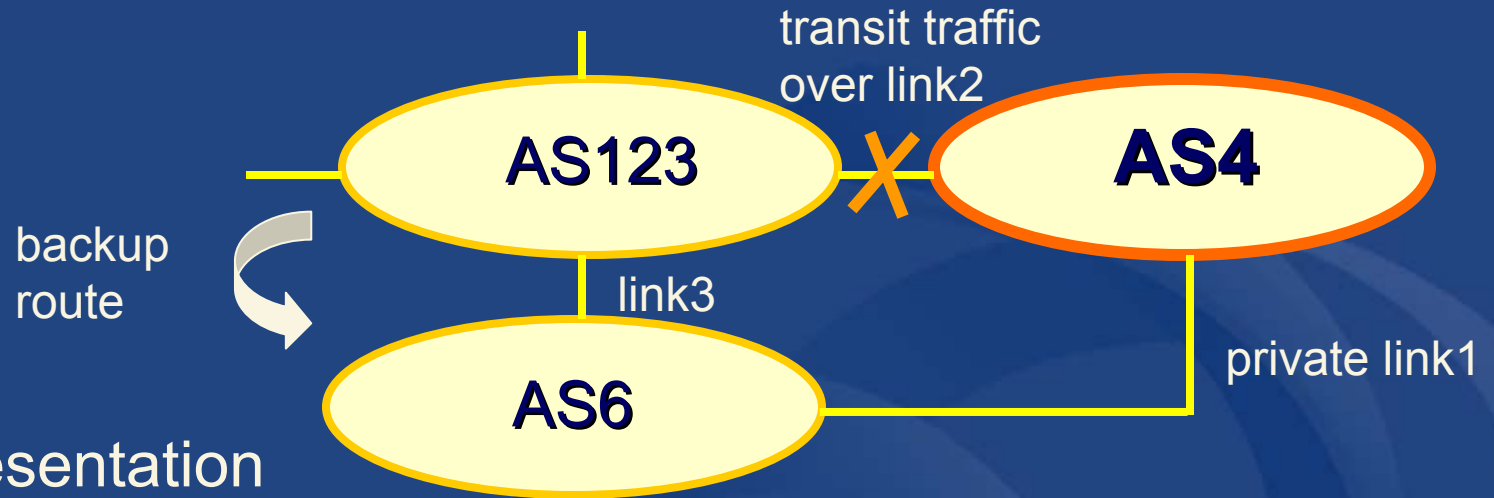 transit traffic
over link2
AS123
AS4
backup
route
link3
private link1
AS6
esentation